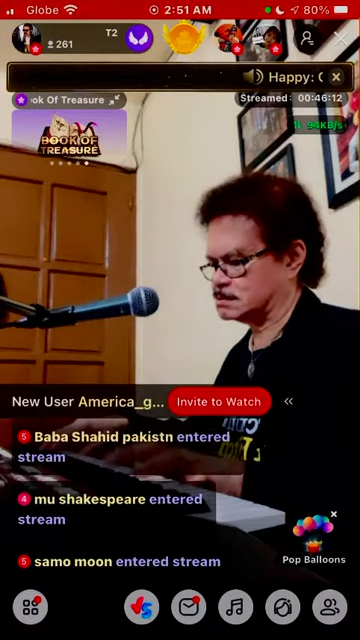 Globe
2:51 AM
80%
261
T2
Happy: (
ok Of Treasure
Streamed: 00:46:12
94KB/s
BOOK OF
TREASURE
New User America_g...
Invite to Watch
5 Baba Shahid pakistn entered
stream
4 mu shakespeare entered
stream
5 samo moon entered stream
Pop Balloons
VS